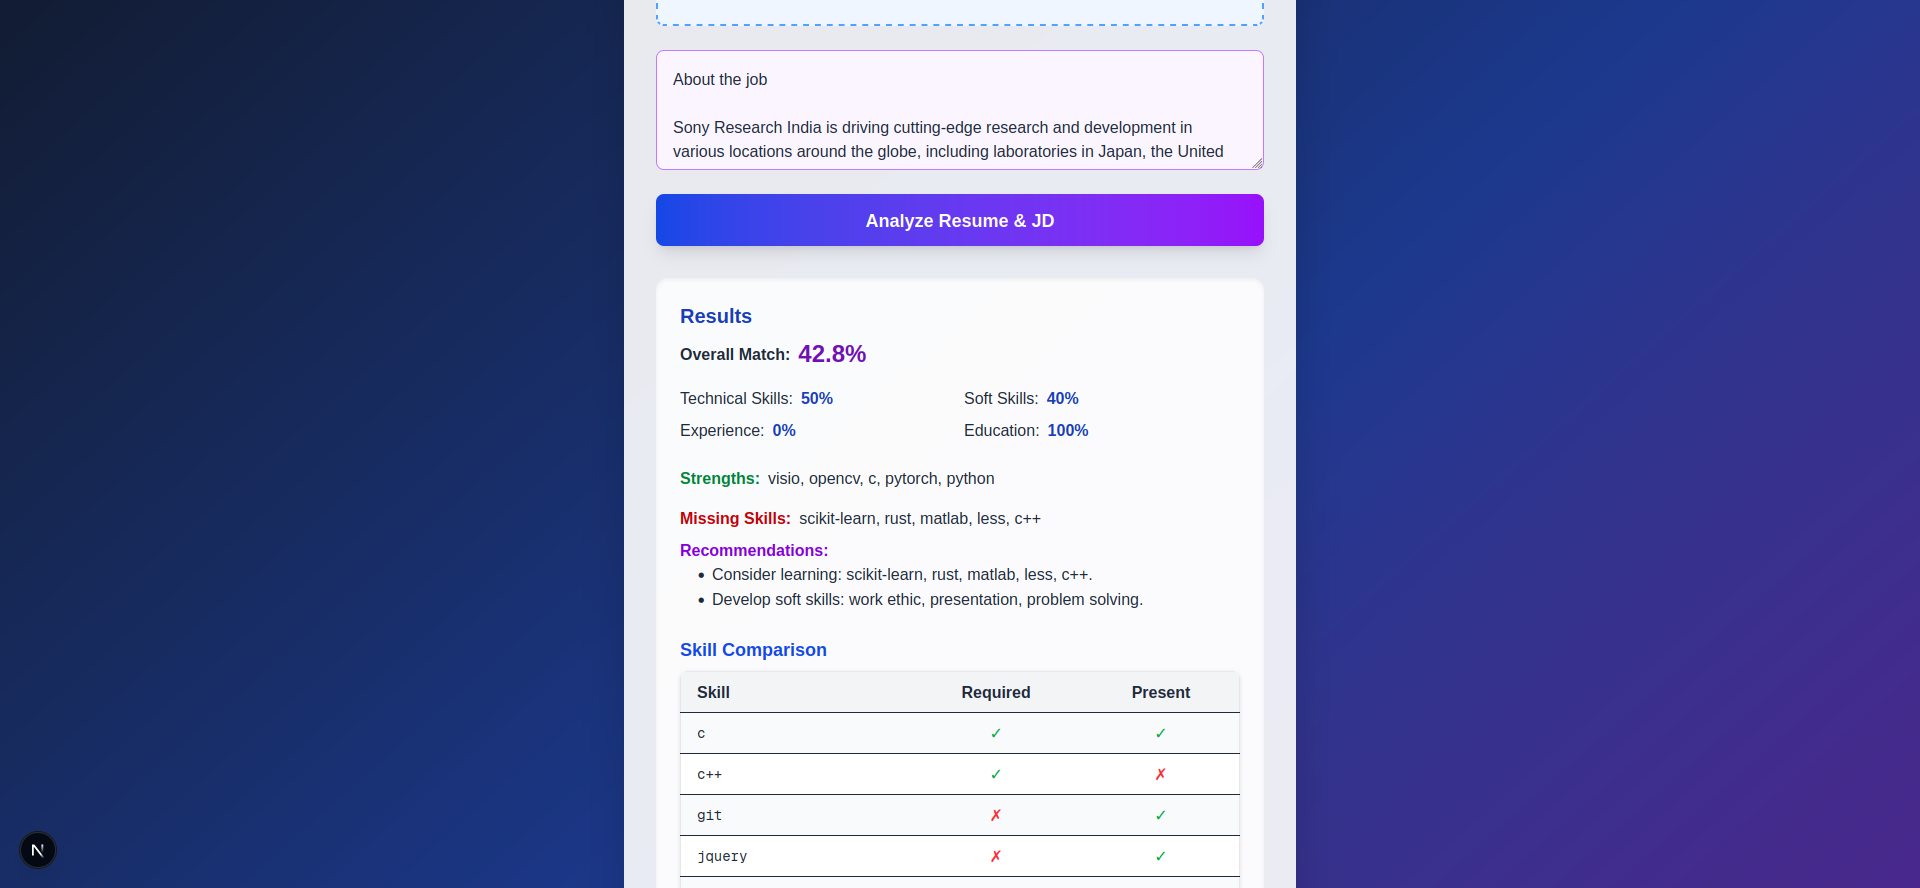 About the job
Sony Research India is driving cutting-edge research and development in
various locations around the globe, including laboratories in Japan, the United
Analyze Resume & JD
Results
Overall Match: 42.8%
Technical Skills: 50% Soft Skills: 40%
Experience: 0% Education: 100%
Strengths: visio, opencv, c, pytorch, python
Missing Skills: scikit-learn, rust, matlab, less, c++
Recommendations:
• Consider learning: scikit-learn, rust, matlab, less, c++.
• Develop soft skills: work ethic, presentation, problem solving.
Skill Comparison
Skill Required Present
c ✓ ✓
c++ ✓ ✗
git ✗ ✓
jquery ✗ ✓
N